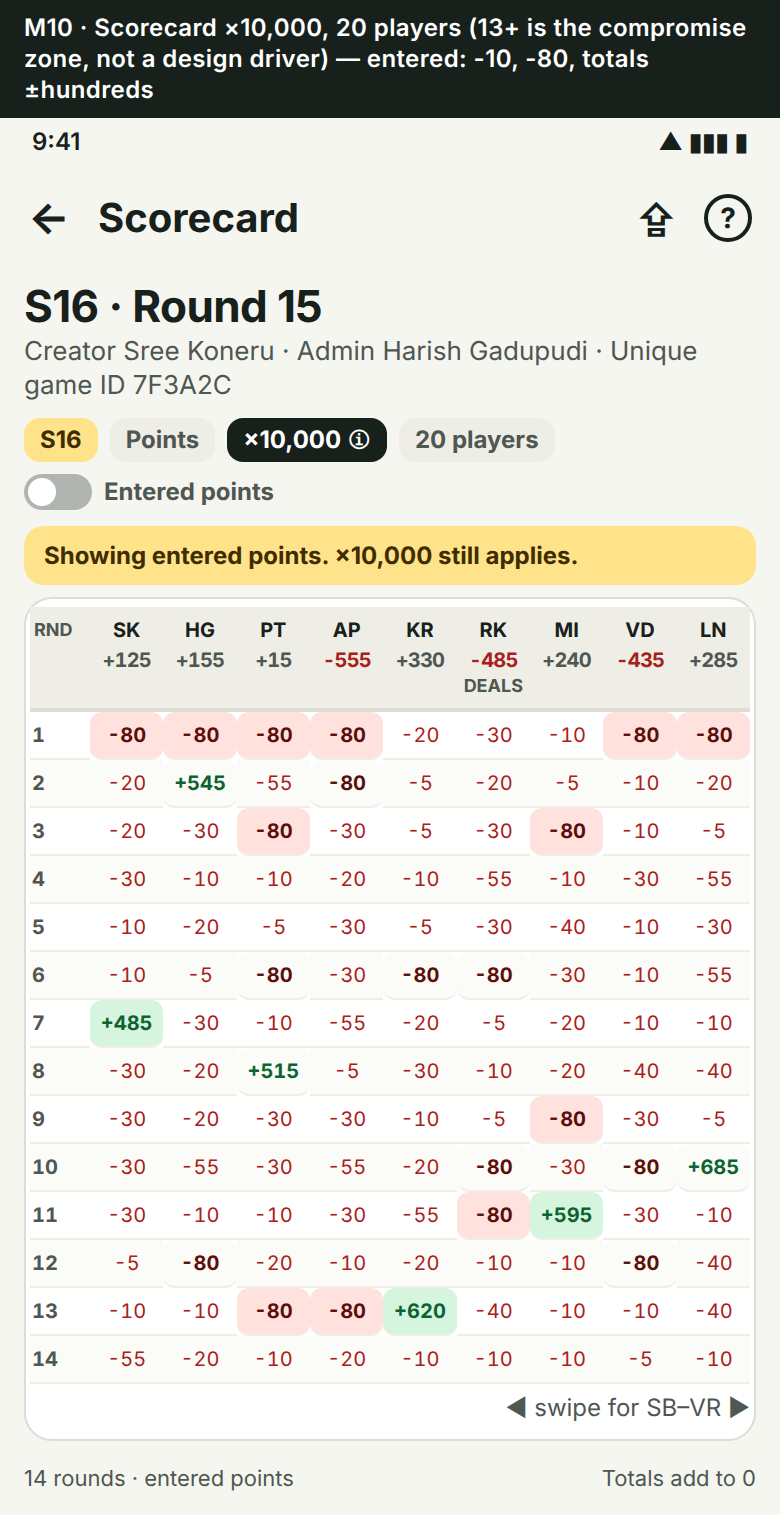 M10 · Scorecard ×10,000, 20 players (13+ is the compromise
zone, not a design driver) — entered: -10, -80, totals
±hundreds
9:41
← Scorecard ?
S16 · Round 15
Creator Sree Koneru · Admin Harish Gadupudi · Unique
game ID 7F3A2C
S16 Points ×10,000 ⓘ 20 players
Entered points
Showing entered points. ×10,000 still applies.
RND SK HG PT AP KR RK MI VD LN
+125 +155 +15 -555 +330 -485 +240 -435 +285
DEALS
1 -80 -80 -80 -80 -20 -30 -10 -80 -80
2 -20 +545 -55 -80 -5 -20 -5 -10 -20
3 -20 -30 -80 -30 -5 -30 -80 -10 -5
4 -30 -10 -10 -20 -10 -55 -10 -30 -55
5 -10 -20 -5 -30 -5 -30 -40 -10 -30
6 -10 -5 -80 -30 -80 -80 -30 -10 -55
7 +485 -30 -10 -55 -20 -5 -20 -10 -10
8 -30 -20 +515 -5 -30 -10 -20 -40 -40
9 -30 -20 -30 -30 -10 -5 -80 -30 -5
10 -30 -55 -30 -55 -20 -80 -30 -80 +685
11 -30 -10 -10 -30 -55 -80 +595 -30 -10
12 -5 -80 -20 -10 -20 -10 -10 -80 -40
13 -10 -10 -80 -80 +620 -40 -10 -10 -40
14 -55 -20 -10 -20 -10 -10 -10 -5 -10
◀ swipe for SB–VR ▶
14 rounds · entered points Totals add to 0